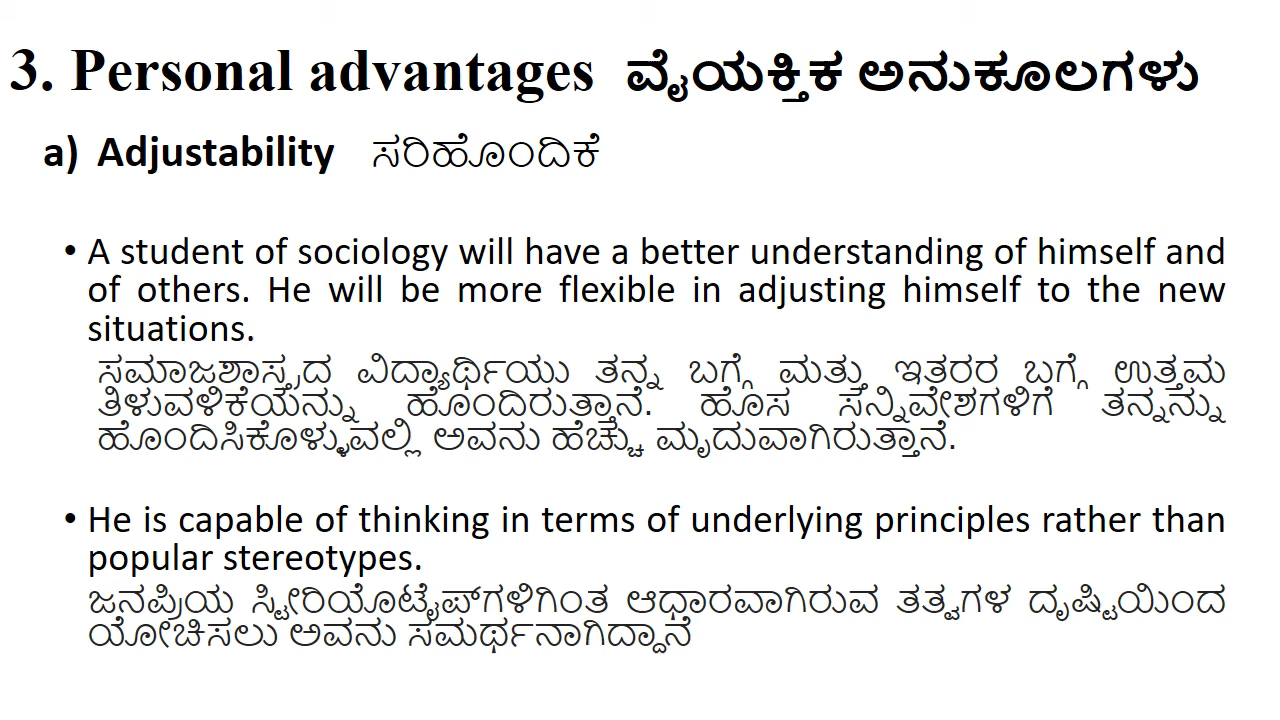 3. Personal advantages ವೈಯಕ್ತಿಕ ಅನುಕೂಲಗಳು
a) Adjustability ಸರಿಹೊಂದಿಕೆ
• A student of sociology will have a better understanding of himself and
of others. He will be more flexible in adjusting himself to the new
situations.
ಸಮಾಜಶಾಸ್ತ್ರದ ವಿದ್ಯಾರ್ಥಿಯು ತನ್ನ ಬಗ್ಗೆ ಮತ್ತು ಇತರರ ಬಗ್ಗೆ ಉತ್ತಮ
ತಿಳುವಳಿಕೆಯನ್ನು ಹೊಂದಿರುತ್ತಾನೆ. ಹೊಸ ಸನ್ನಿವೇಶಗಳಿಗೆ ತನ್ನನ್ನು
ಹೊಂದಿಸಿಕೊಳ್ಳುವಲ್ಲಿ ಅವನು ಹೆಚ್ಚು ಮೃದುವಾಗಿರುತ್ತಾನೆ.
• He is capable of thinking in terms of underlying principles rather than
popular stereotypes.
ಜನಪ್ರಿಯ ಸ್ಟೀರಿಯೊಟೈಪ್‌ಗಳಿಗಿಂತ ಆಧಾರವಾಗಿರುವ ತತ್ವಗಳ ದೃಷ್ಟಿಯಿಂದ
ಯೋಚಿಸಲು ಅವನು ಸಮರ್ಥನಾಗಿದ್ದಾನೆ